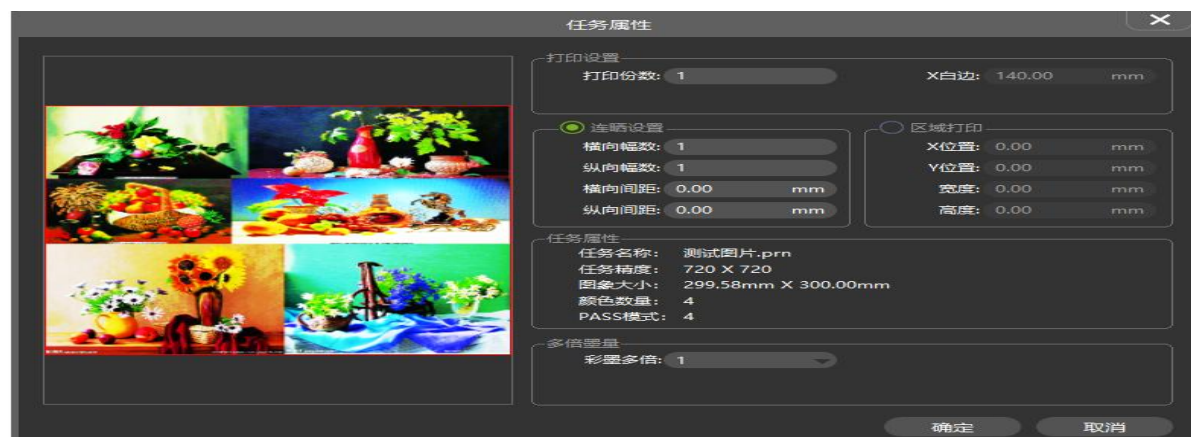 任务属性
打印设置
打印份数: 1
X白边: 140.00 mm
连晒设置
横向幅数: 1
纵向幅数: 1
横向间距: 0.00 mm
纵向间距: 0.00 mm
区域打印
X位置: 0.00 mm
Y位置: 0.00 mm
宽度: 0.00 mm
高度: 0.00 mm
任务属性
任务名称: 测试图片.prn
任务精度: 720 X 720
图象大小: 299.58mm X 300.00mm
颜色数量: 4
PASS模式: 4
多倍墨量
彩墨多倍: 1
确定
取消